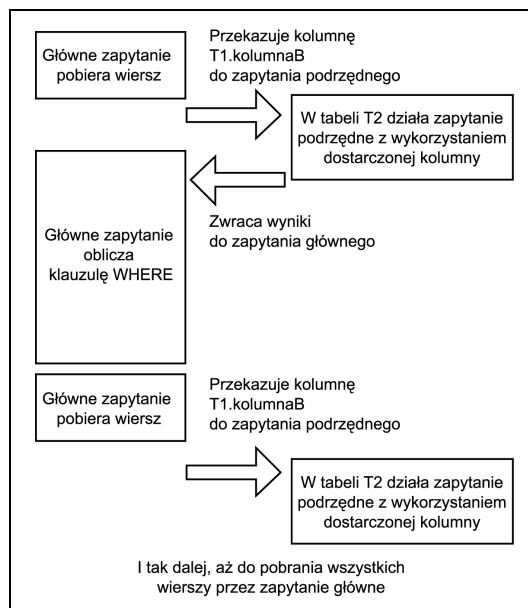 Główne zapytanie
pobiera wiersz
Przekazuje kolumnę
T1.kolumnaB
do zapytania podrzędnego
W tabeli T2 działa zapytanie
podrzędne z wykorzystaniem
dostarczonej kolumny
Główne zapytanie
oblicza
klauzulę WHERE
Zwraca wyniki
do zapytania głównego
Główne zapytanie
pobiera wiersz
Przekazuje kolumnę
T1.kolumnaB
do zapytania podrzędnego
W tabeli T2 działa zapytanie
podrzędne z wykorzystaniem
dostarczonej kolumny
I tak dalej, aż do pobrania wszystkich
wierszy przez zapytanie główne